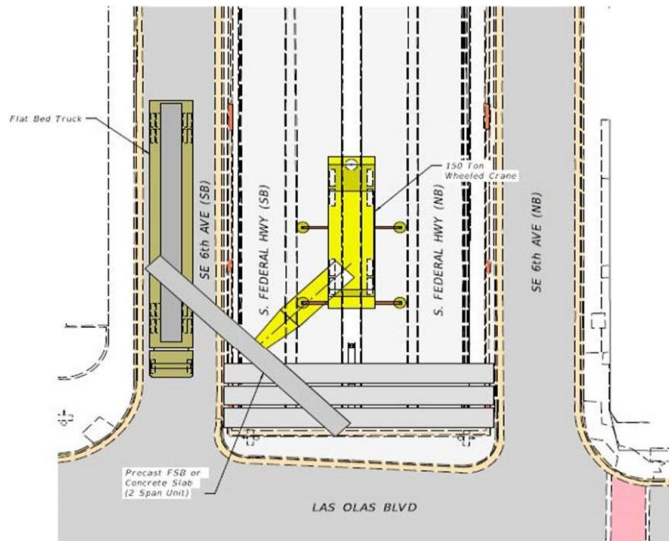 Flat Bed Truck
150 Ton
Wheeled Crane
SE 6th AVE (SB)
S. FEDERAL HWY (SB)
S. FEDERAL HWY (NB)
SE 6th AVE (NB)
Precast FSB or
Concrete Slab
(2 Span Unit)
LAS OLAS BLVD